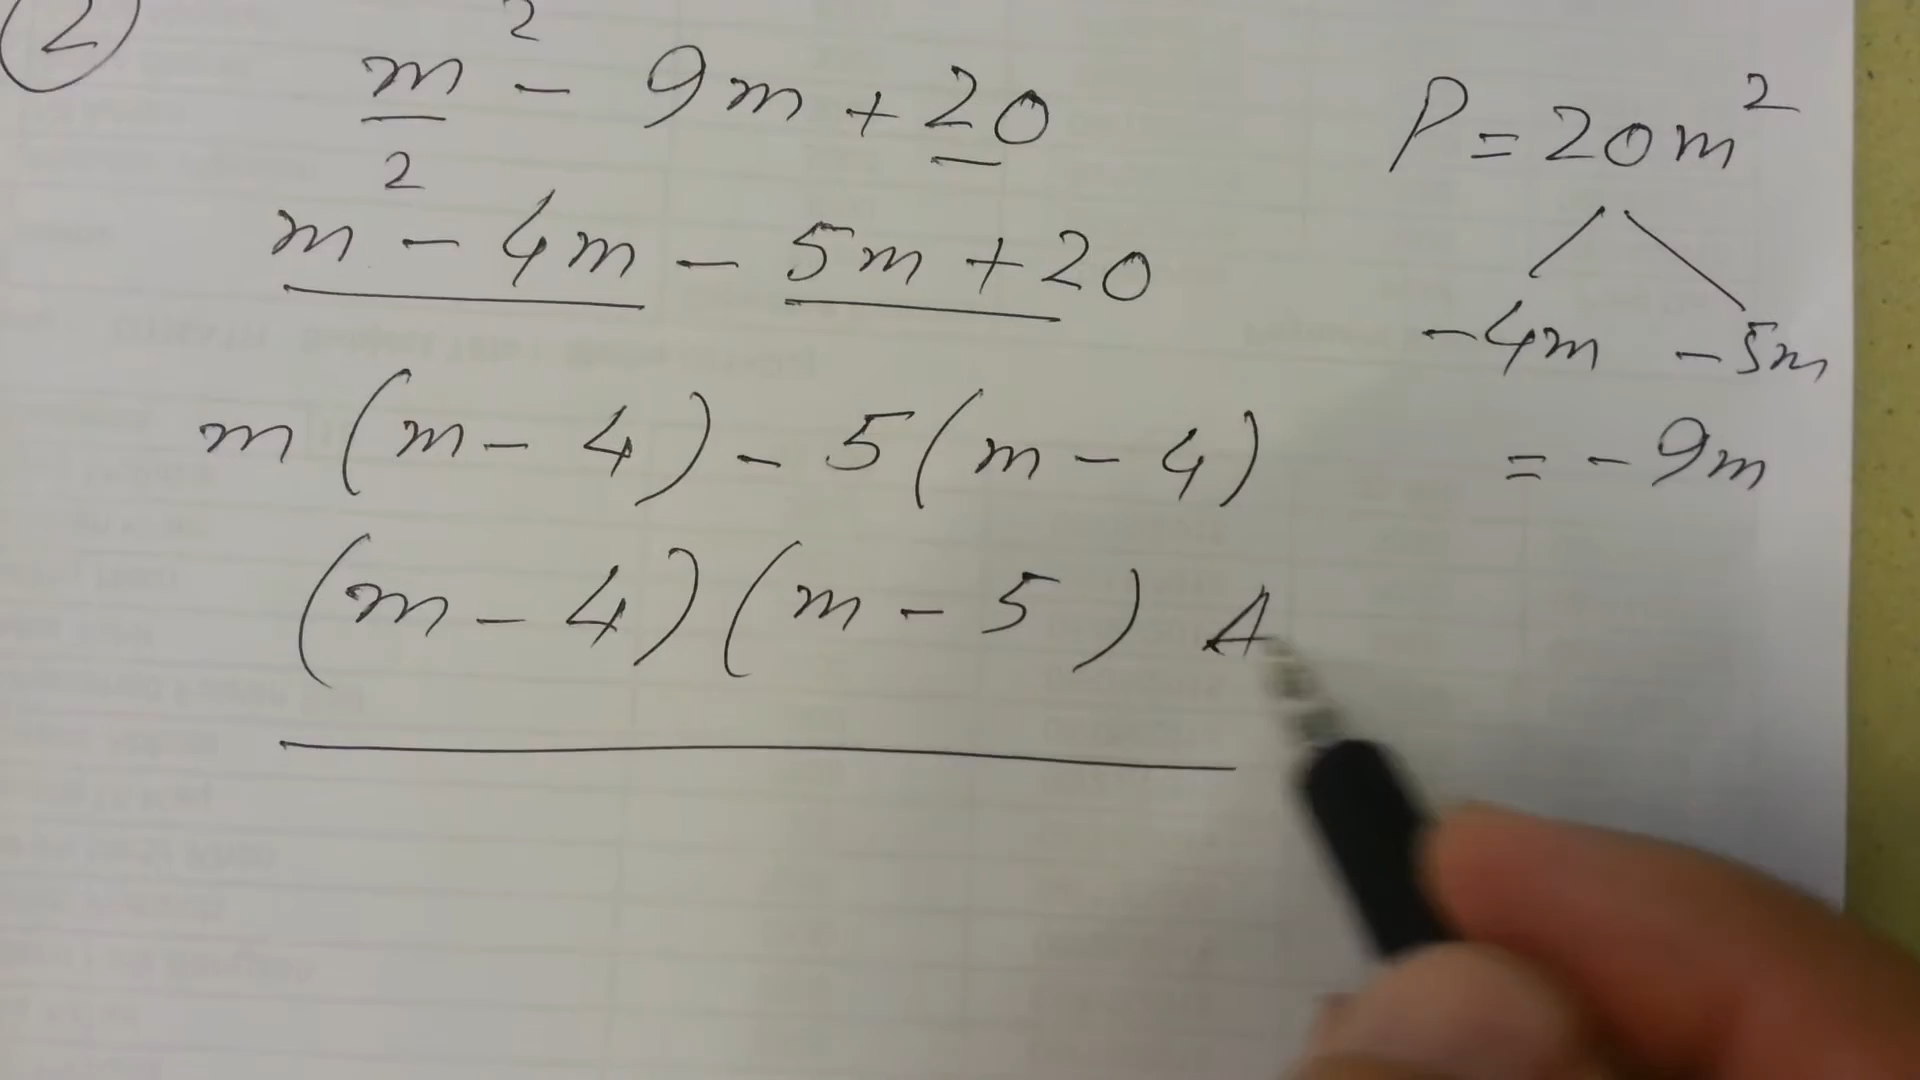 2
m² - 9m + 20
P = 20m²
m² - 4m - 5m + 20
-4m -5m
m(m - 4) - 5(m - 4)
= -9m
(m - 4)(m - 5) A